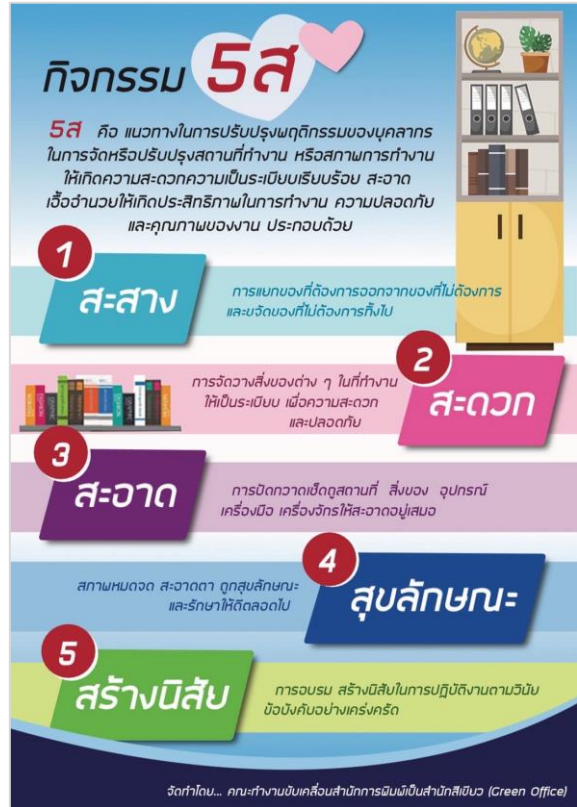 กิจกรรม 5ส
5ส คือ แนวทางในการปรับปรุงพฤติกรรมของบุคลากร
ในการจัดหรือปรับปรุงสถานที่ทำงาน หรือสภาพการทำงาน
ให้เกิดความสะดวกความเป็นระเบียบเรียบร้อย สะอาด
เอื้ออำนวยให้เกิดประสิทธิภาพในการทำงาน ความปลอดภัย
และคุณภาพของงาน ประกอบด้วย
1
สะสาง
การแยกของที่ต้องการออกจากของที่ไม่ต้องการ
และขจัดของที่ไม่ต้องการทิ้งไป
2
สะดวก
การจัดวางสิ่งของต่าง ๆ ในที่ทำงาน
ให้เป็นระเบียบ เพื่อความสะดวก
และปลอดภัย
3
สะอาด
การปัดกวาดเช็ดถูสถานที่ สิ่งของ อุปกรณ์
เครื่องมือ เครื่องจักรให้สะอาดอยู่เสมอ
4
สุขลักษณะ
สภาพหมดจด สะอาดตา ถูกสุขลักษณะ
และรักษาให้ดีตลอดไป
5
สร้างนิสัย
การอบรม สร้างนิสัยในการปฏิบัติงานตามวินัย
ข้อบังคับอย่างเคร่งครัด
จัดทำโดย... คณะทำงานขับเคลื่อนสำนักการพิมพ์เป็นสำนักสีเขียว (Green Office)